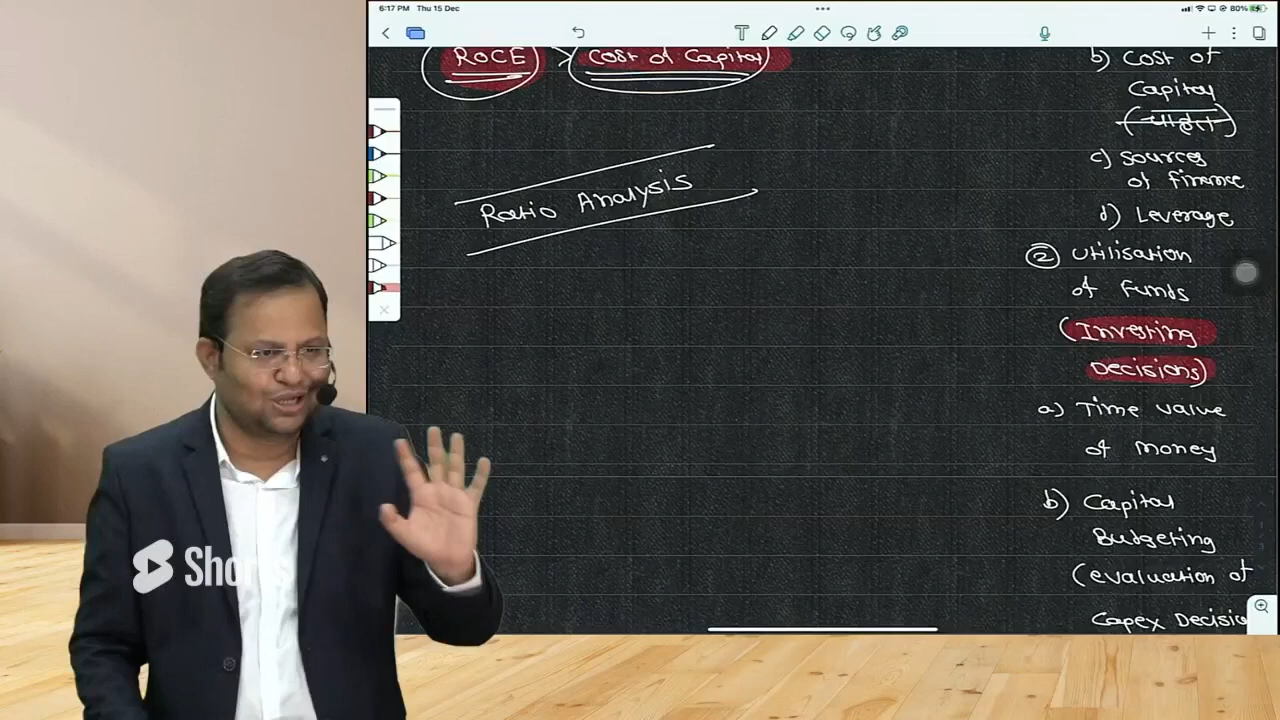 6:17 PM Thu 15 Dec
80%
ROCE > Cost of Capital
Ratio Analysis
b) Cost of
Capital
c) Sources
of finance
d) Leverage
② Utilisation
of Funds
(Investing
Decisions)
a) Time value
of money
b) Capital
Budgeting
(evaluation of
Capex Decisio
Shorts